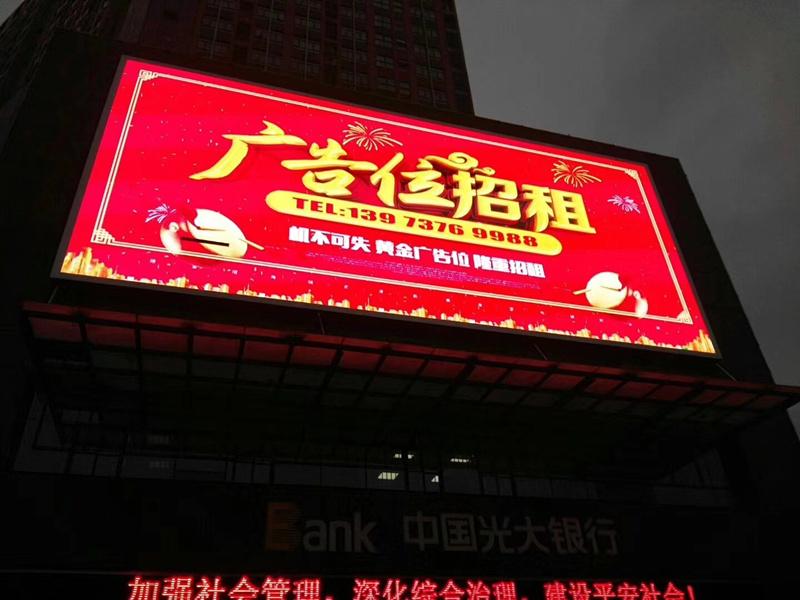 广告位招租
TEL:139 7376 9988
机不可失 黄金广告位 隆重招租
Bank 中国光大银行
加强社会管理，深化综合治理，建设平安社会！